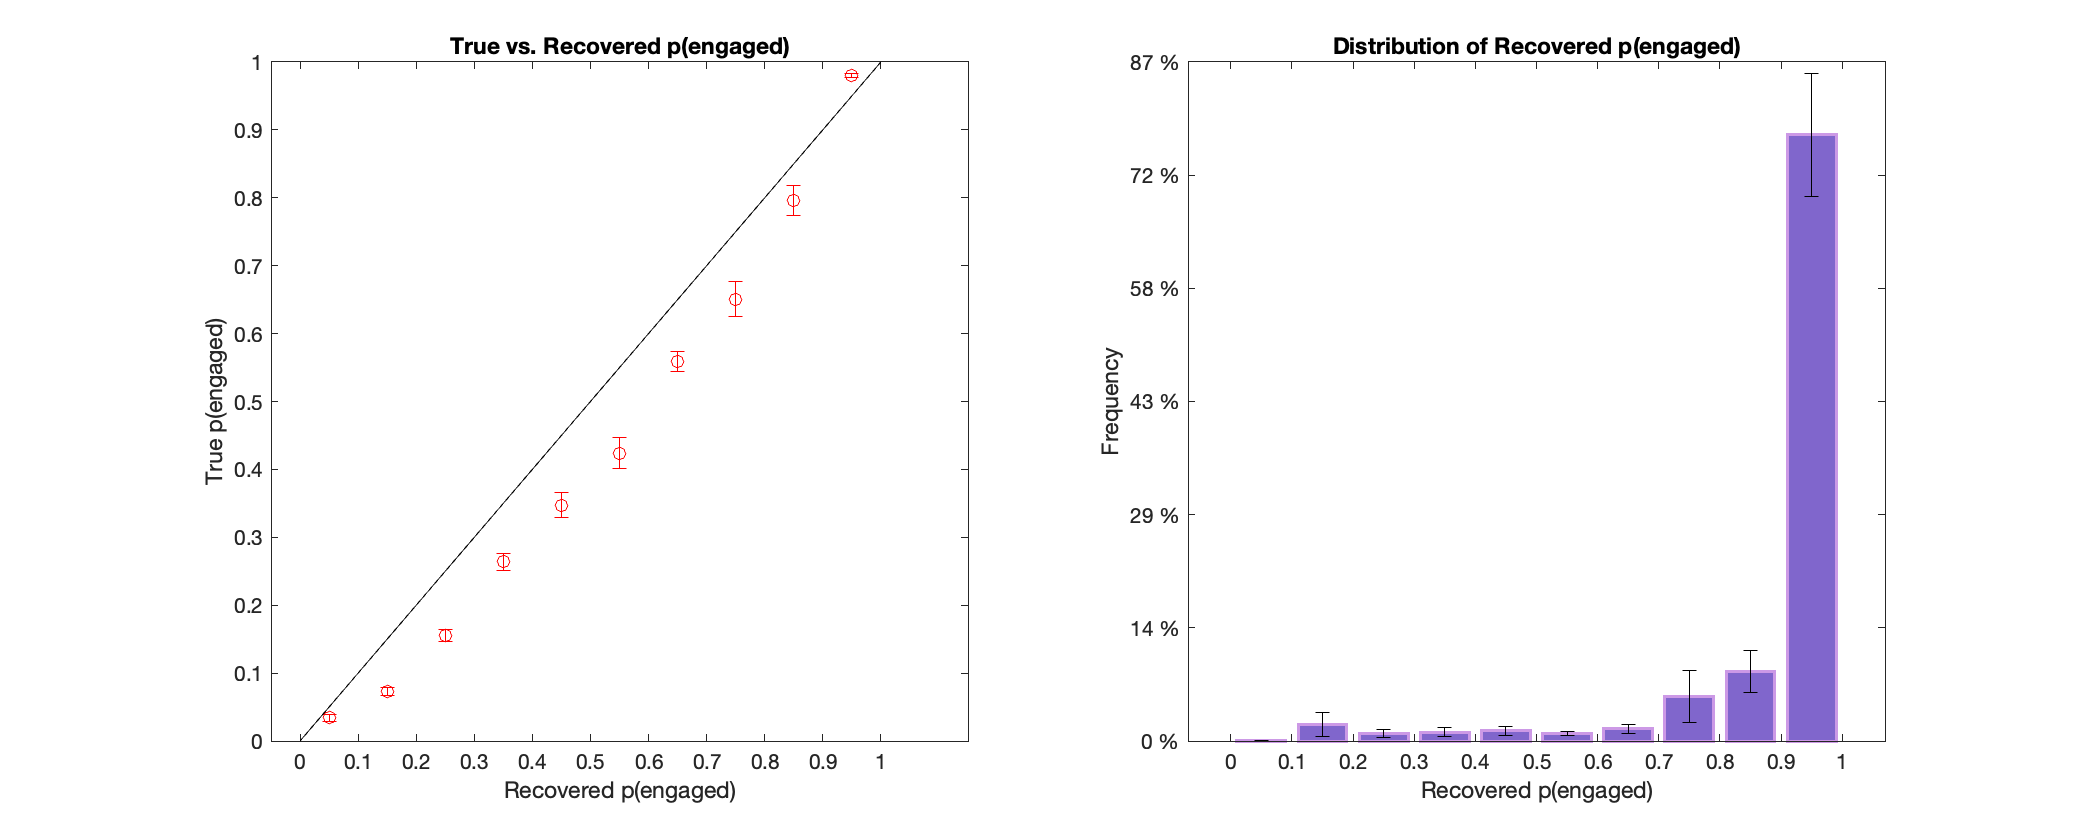 True vs. Recovered p(engaged)
1
0.9
0.8
0.7
0.6
0.5
0.4
0.3
0.2
0.1
0
True p(engaged)
0 0.1 0.2 0.3 0.4 0.5 0.6 0.7 0.8 0.9 1
Recovered p(engaged)
Distribution of Recovered p(engaged)
87 %
72 %
58 %
43 %
29 %
14 %
0 %
Frequency
0 0.1 0.2 0.3 0.4 0.5 0.6 0.7 0.8 0.9 1
Recovered p(engaged)